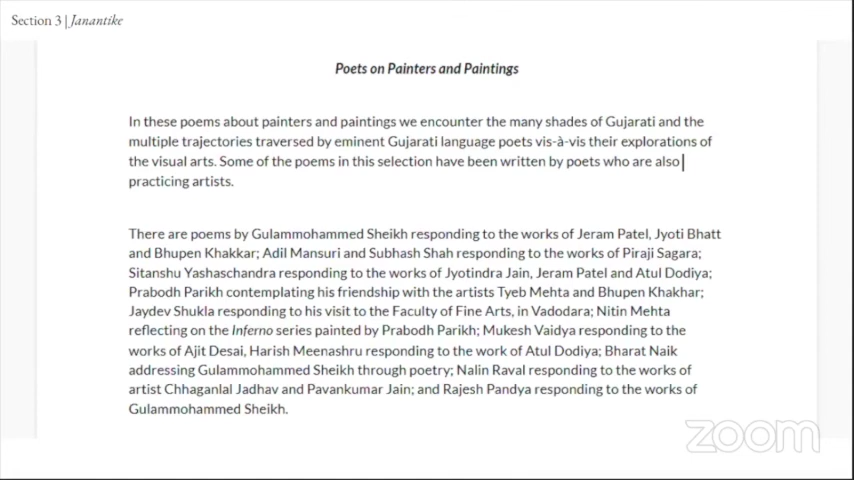 Section 3 | Janantike
Poets on Painters and Paintings
In these poems about painters and paintings we encounter the many shades of Gujarati and the
multiple trajectories traversed by eminent Gujarati language poets vis-à-vis their explorations of
the visual arts. Some of the poems in this selection have been written by poets who are also
practicing artists.
There are poems by Gulammohammed Sheikh responding to the works of Jeram Patel, Jyoti Bhatt
and Bhupen Khakkar; Adil Mansuri and Subhash Shah responding to the works of Piraji Sagara;
Sitanshu Yashaschandra responding to the works of Jyotindra Jain, Jeram Patel and Atul Dodiya;
Prabodh Parikh contemplating his friendship with the artists Tyeb Mehta and Bhupen Khakhar;
Jaydev Shukla responding to his visit to the Faculty of Fine Arts, in Vadodara; Nitin Mehta
reflecting on the Inferno series painted by Prabodh Parikh; Mukesh Vaidya responding to the
works of Ajit Desai, Harish Meenashru responding to the work of Atul Dodiya; Bharat Naik
addressing Gulammohammed Sheikh through poetry; Nalin Raval responding to the works of
artist Chhaganlal Jadhav and Pavankumar Jain; and Rajesh Pandya responding to the works of
Gulammohammed Sheikh.
zoom